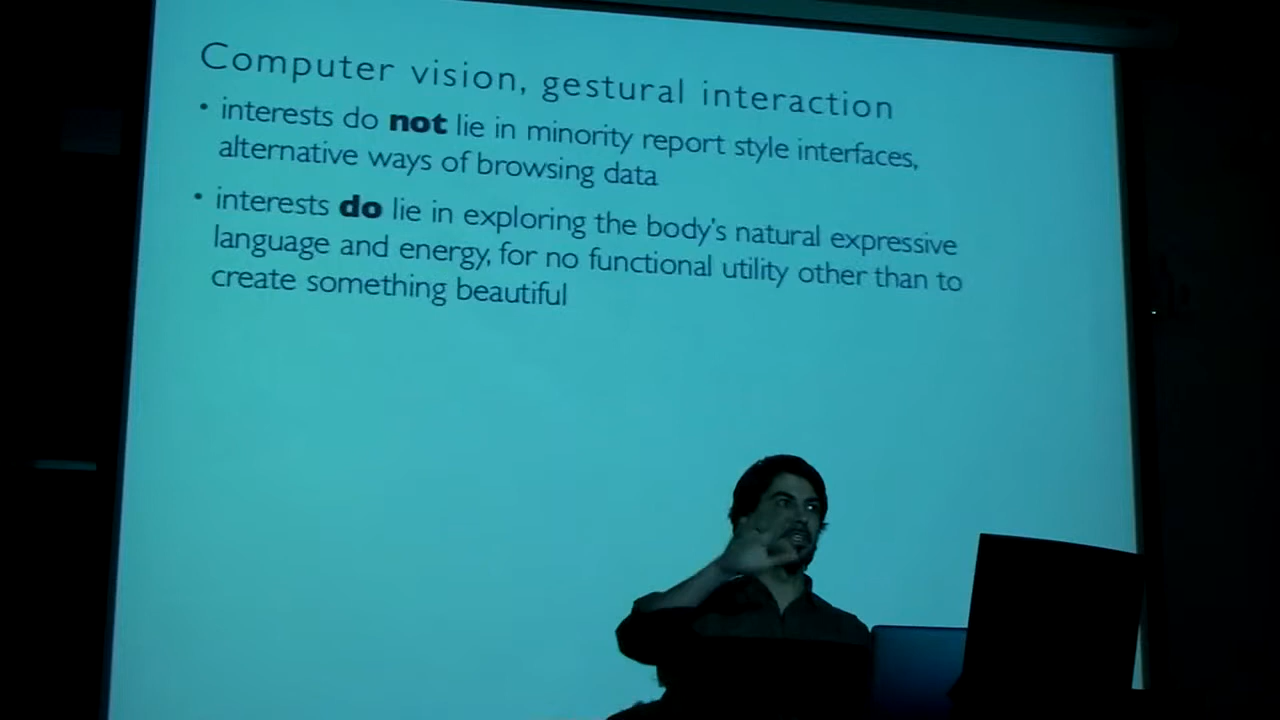 Computer vision, gestural interaction
• interests do not lie in minority report style interfaces,
alternative ways of browsing data
• interests do lie in exploring the body's natural expressive
language and energy, for no functional utility other than to
create something beautiful